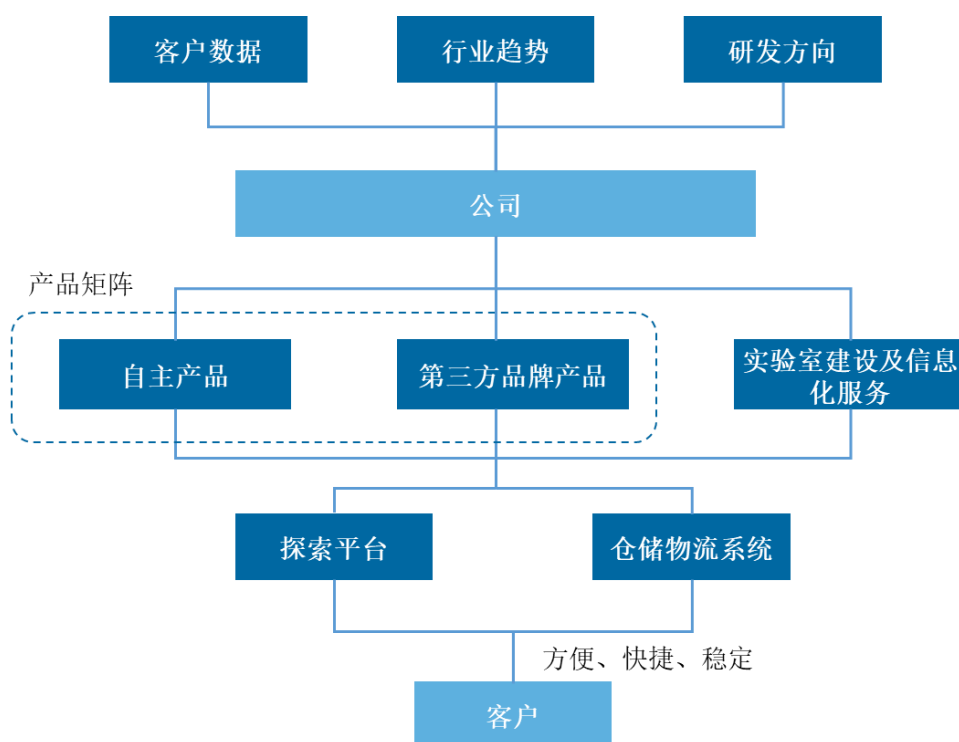 客户数据
行业趋势
研发方向
公司
产品矩阵
自主产品
第三方品牌产品
实验室建设及信息
化服务
探索平台
仓储物流系统
方便、快捷、稳定
客户